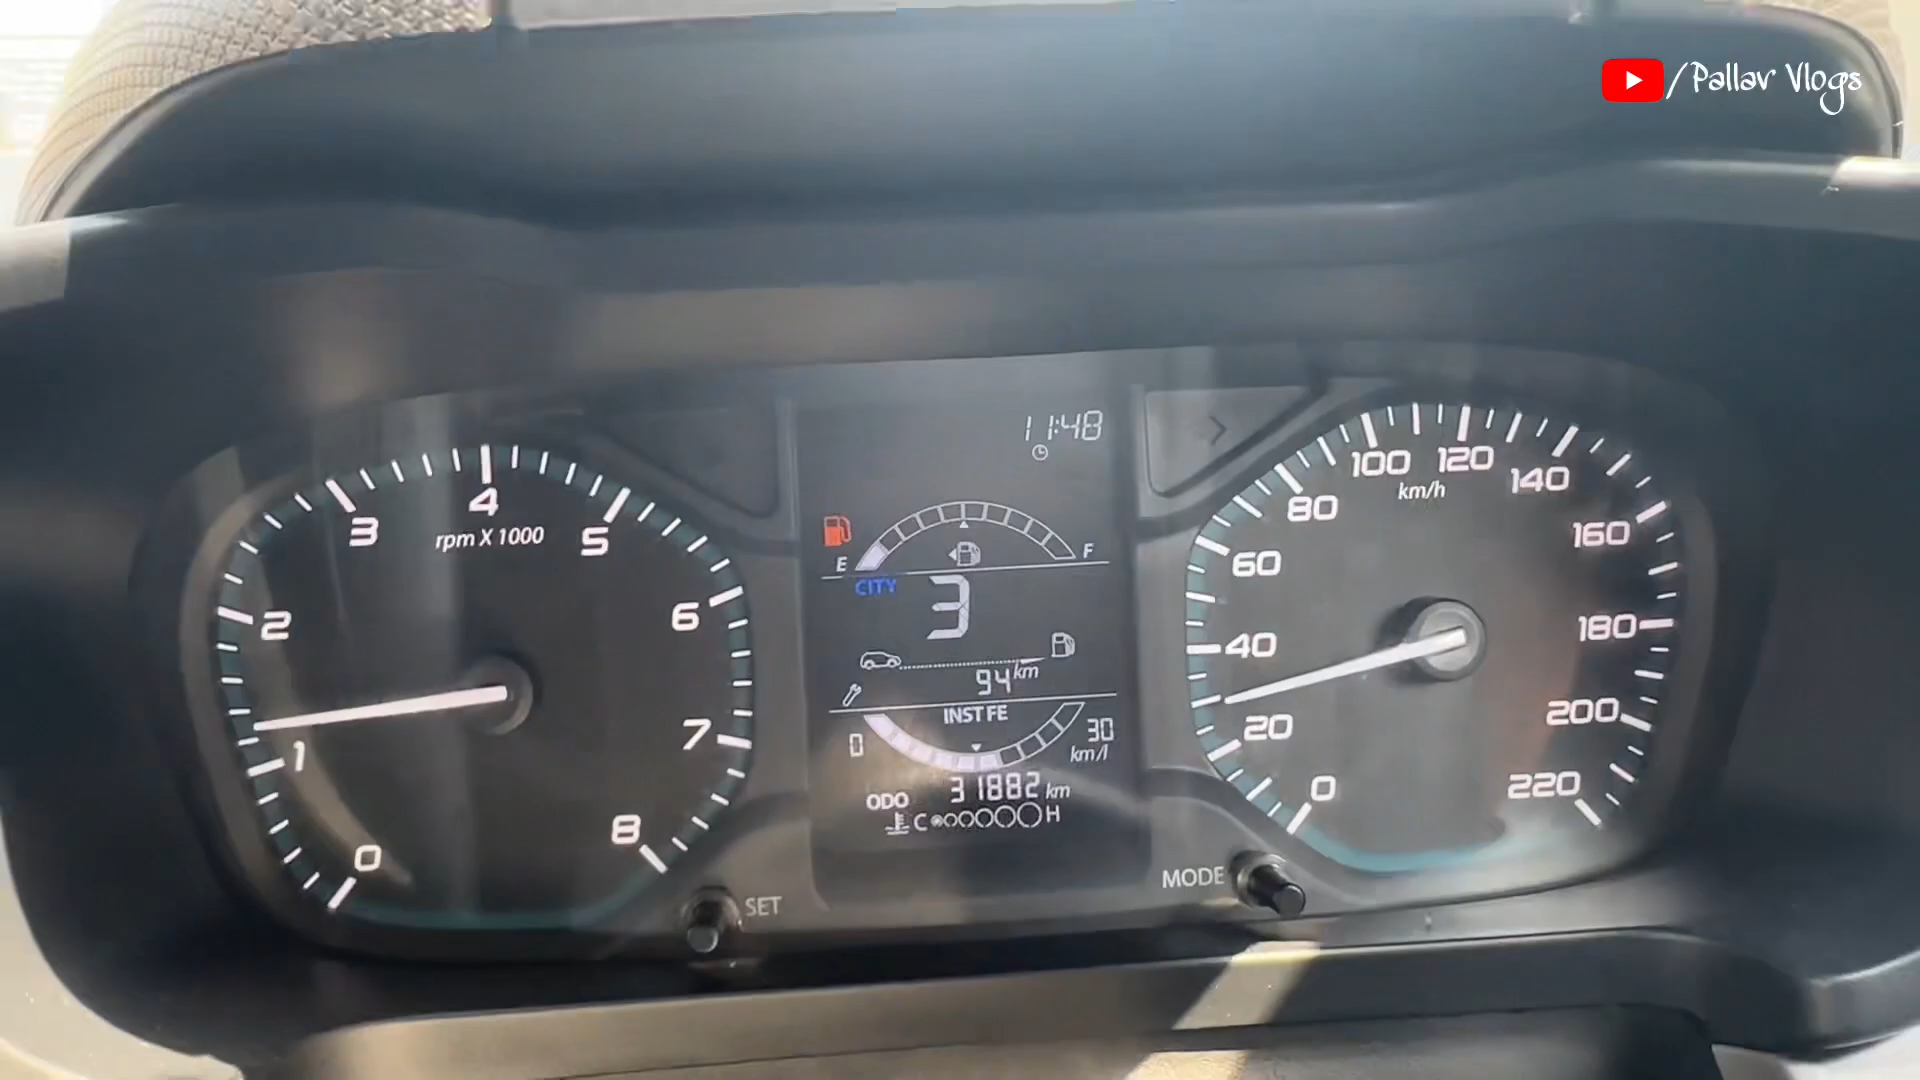 /Pallav Vlogs
11:48
E F
CITY
3
94 km
INST FE
0 30
km/l
ODO 31882 km
C H
0 1 2 3 4 5 6 7 8
rpm X 1000
0 20 40 60 80 100 120 140 160 180 200 220
km/h
SET
MODE